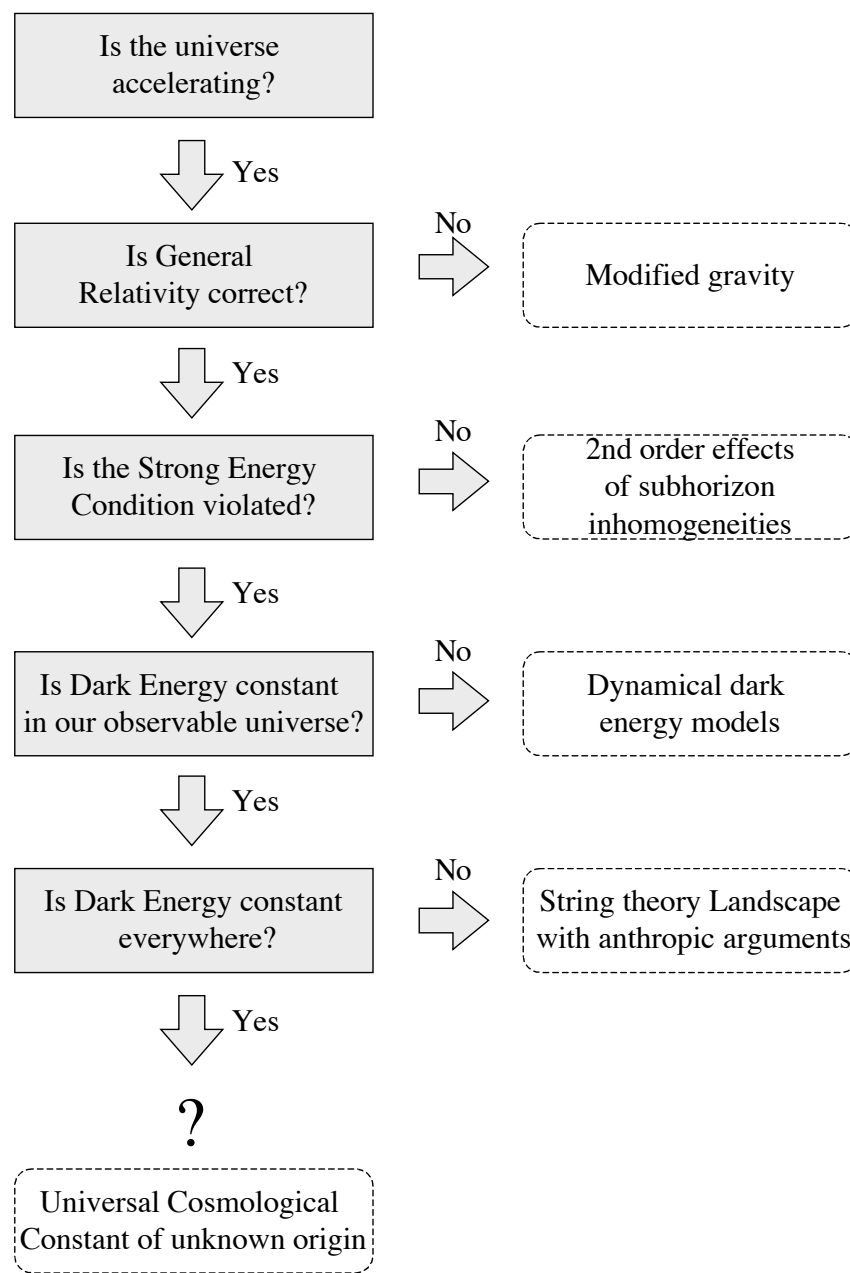 Is the universe
accelerating?
Yes
Is General
Relativity correct?
No
Modified gravity
Yes
Is the Strong Energy
Condition violated?
No
2nd order effects
of subhorizon
inhomogeneities
Yes
Is Dark Energy constant
in our observable universe?
No
Dynamical dark
energy models
Yes
Is Dark Energy constant
everywhere?
No
String theory Landscape
with anthropic arguments
Yes
?
Universal Cosmological
Constant of unknown origin